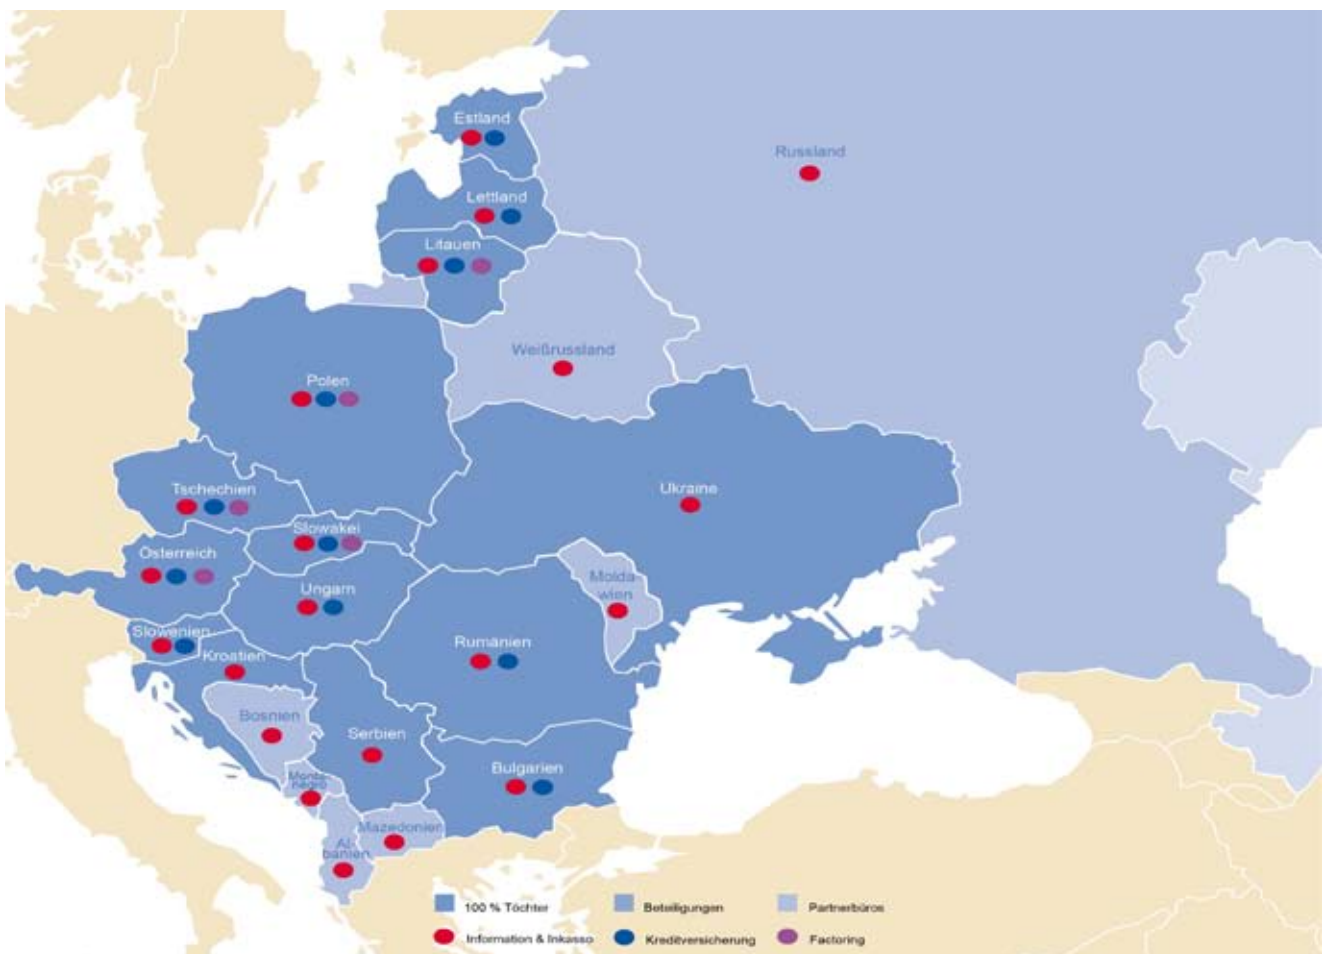 Estland
Russland
Lettland
Litauen
Weißrussland
Polen
Tschechien
Ukraine
Slowakei
Österreich
Molda-
wien
Ungarn
Slowenien
Rumänien
Kroatien
Bosnien
Serbien
Bulgarien
Monte-
negro
Mazedonien
Al-
banien
100 % Töchter
Beteiligungen
Partnerbüros
Information & Inkasso
Kreditversicherung
Factoring